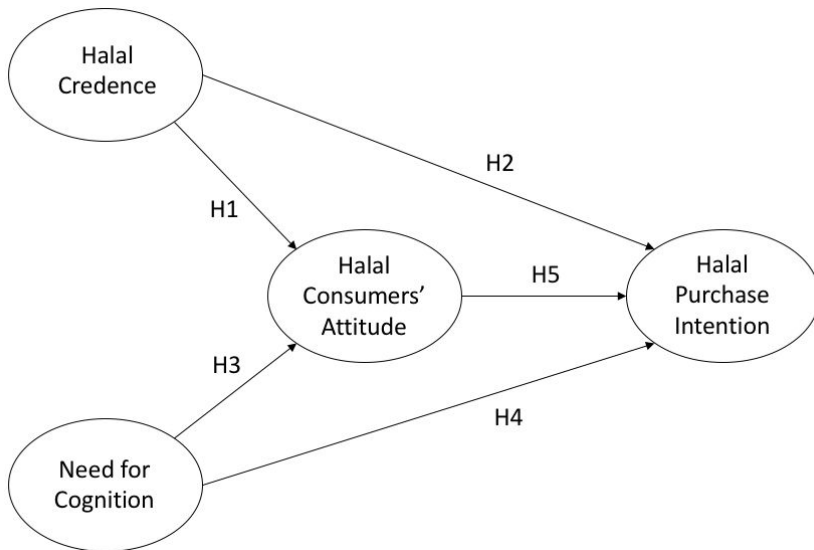 Halal
Credence
H2
H1
Halal
Consumers'
Attitude
H5
Halal
Purchase
Intention
H3
H4
Need for
Cognition